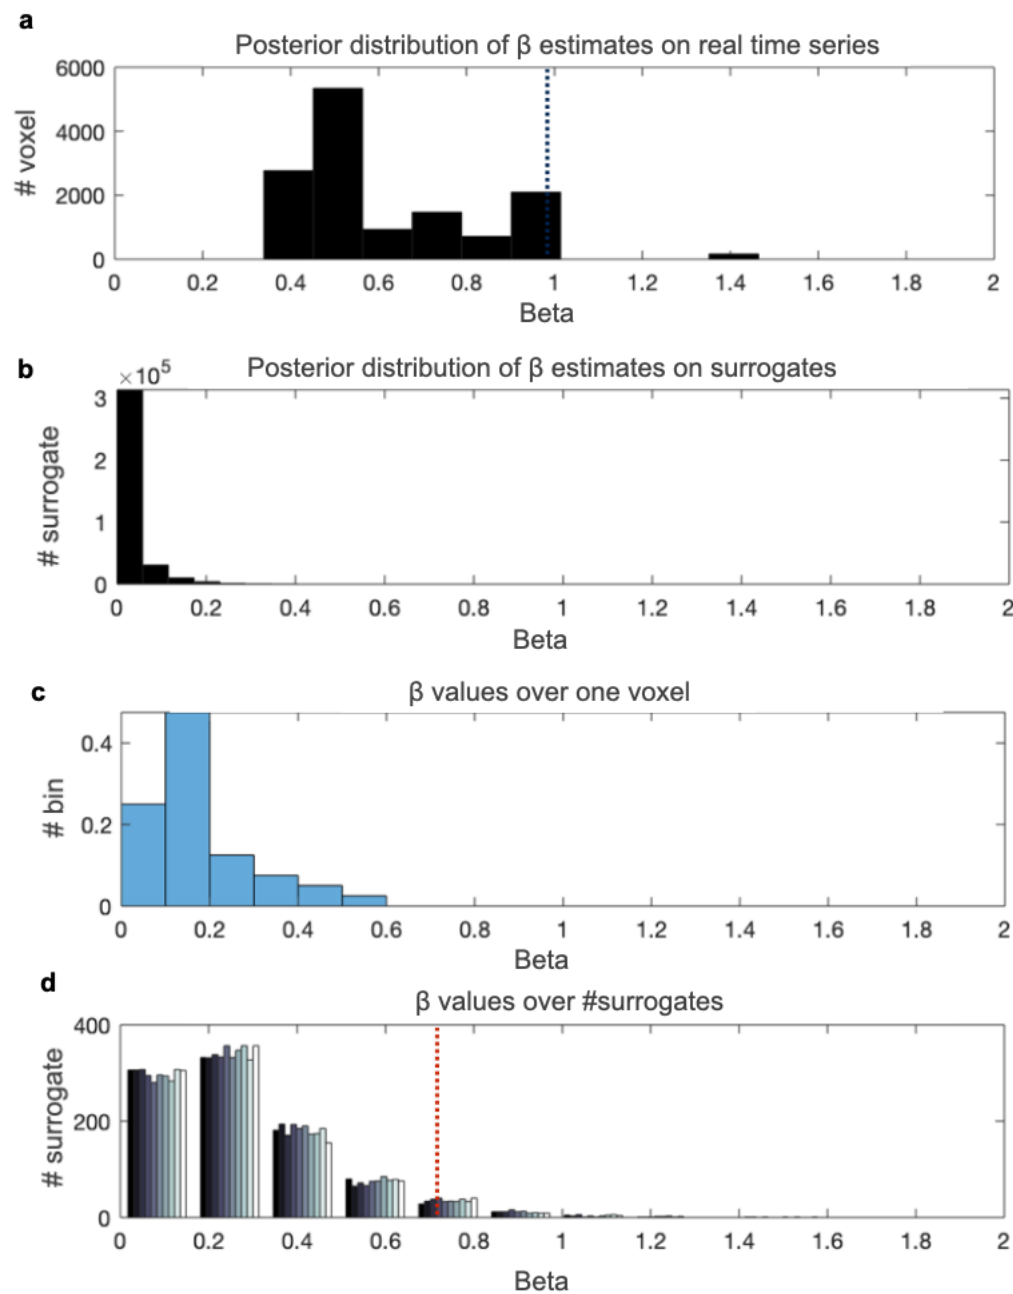 a
Posterior distribution of β estimates on real time series
6000
4000
2000
0
# voxel
0 0.2 0.4 0.6 0.8 1 1.2 1.4 1.6 1.8 2
Beta
b
Posterior distribution of β estimates on surrogates
×10⁵
3
2
1
0
# surrogate
0 0.2 0.4 0.6 0.8 1 1.2 1.4 1.6 1.8 2
Beta
c
β values over one voxel
0.4
0.2
0
# bin
0 0.2 0.4 0.6 0.8 1 1.2 1.4 1.6 1.8 2
Beta
d
β values over #surrogates
400
200
0
# surrogate
0 0.2 0.4 0.6 0.8 1 1.2 1.4 1.6 1.8 2
Beta